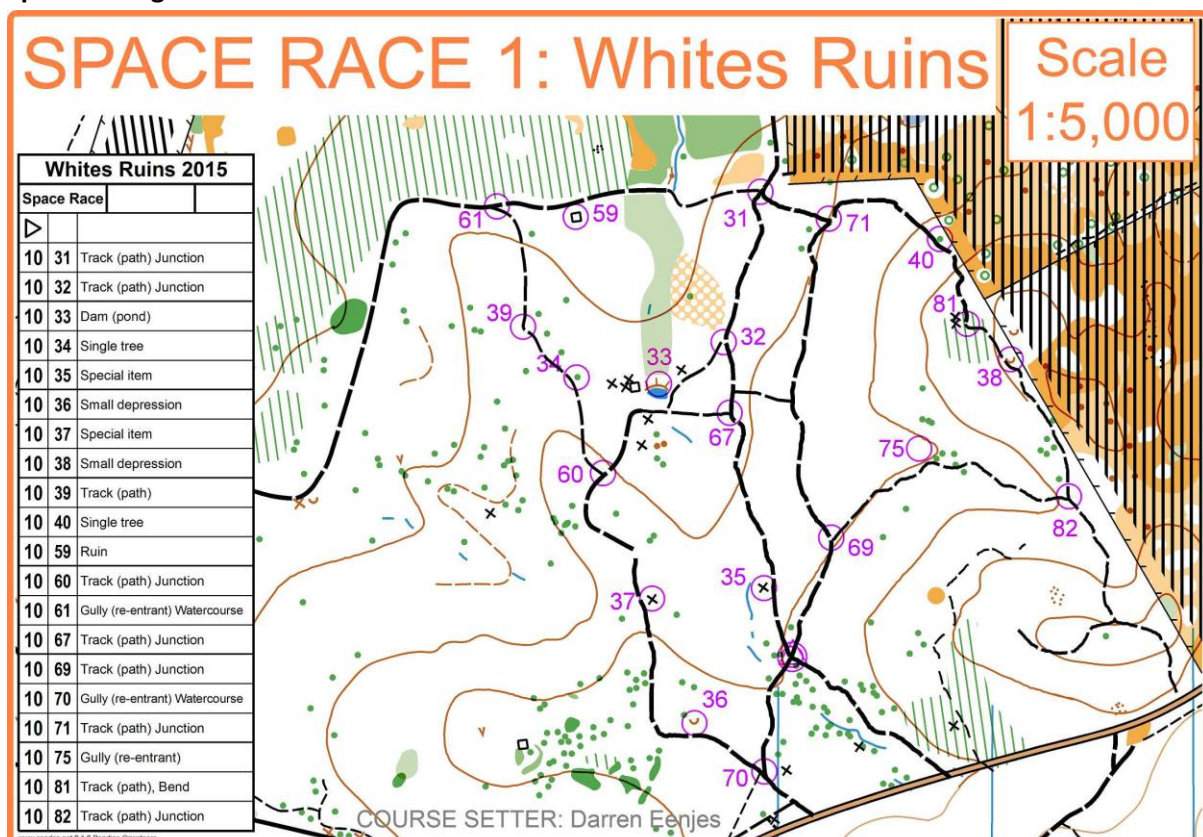 SPACE RACE 1: Whites Ruins
Scale
1:5,000
Whites Ruins 2015
Space Race
10 31 Track (path) Junction
10 32 Track (path) Junction
10 33 Dam (pond)
10 34 Single tree
10 35 Special item
10 36 Small depression
10 37 Special item
10 38 Small depression
10 39 Track (path)
10 40 Single tree
10 59 Ruin
10 60 Track (path) Junction
10 61 Gully (re-entrant) Watercourse
10 67 Track (path) Junction
10 69 Track (path) Junction
10 70 Gully (re-entrant) Watercourse
10 71 Track (path) Junction
10 75 Gully (re-entrant)
10 81 Track (path), Bend
10 82 Track (path) Junction
61
59
31
71
40
81
39
32
34
33
38
67
75
60
82
69
35
37
36
70
COURSE SETTER: Darren Eenjes